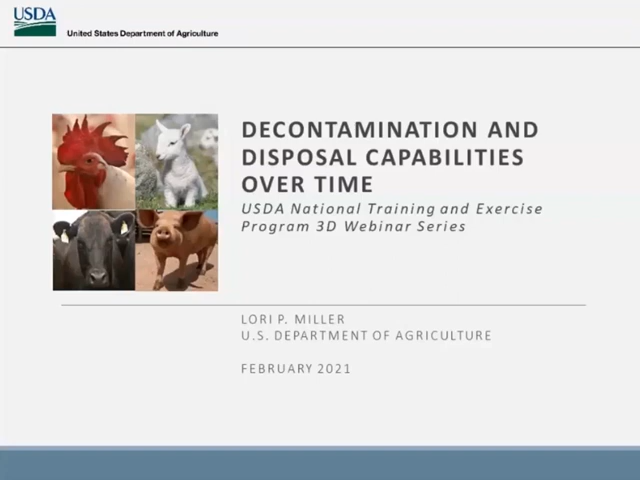 USDA
United States Department of Agriculture
DECONTAMINATION AND
DISPOSAL CAPABILITIES
OVER TIME
USDA National Training and Exercise
Program 3D Webinar Series
LORI P. MILLER
U.S. DEPARTMENT OF AGRICULTURE
FEBRUARY 2021